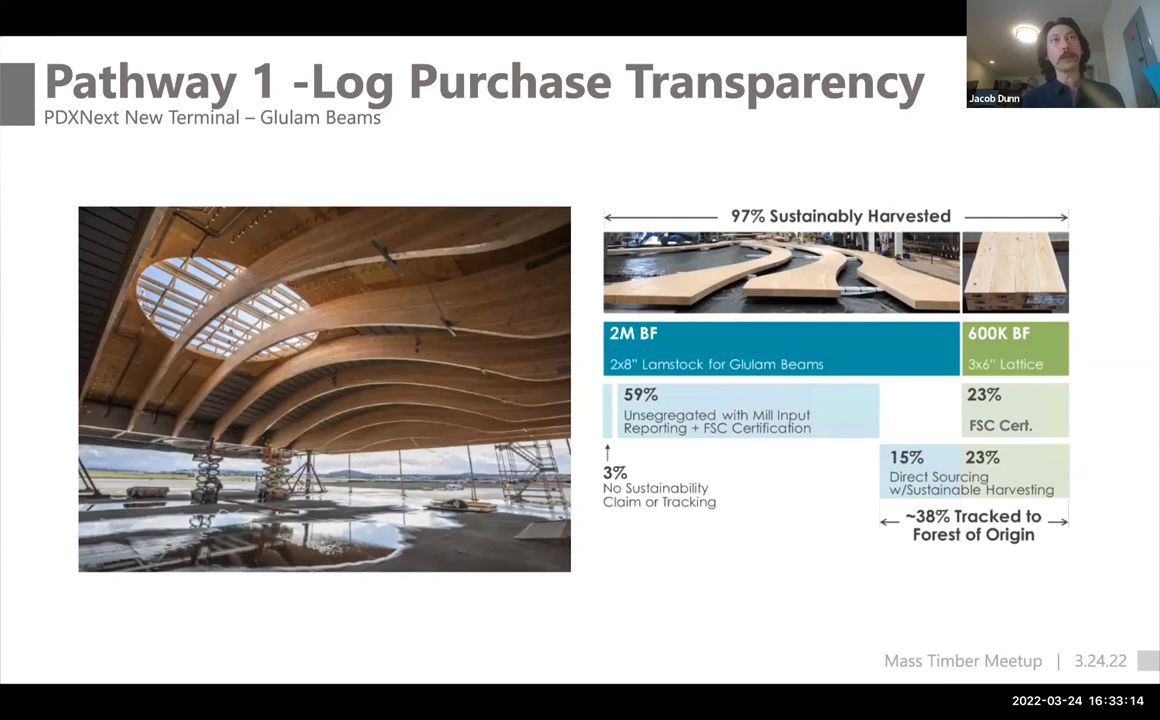 Pathway 1 -Log Purchase Transparency
PDXNext New Terminal – Glulam Beams
Jacob Dunn
97% Sustainably Harvested
2M BF
2x8" Lamstock for Glulam Beams
600K BF
3x6" Lattice
59%
Unsegregated with Mill Input
Reporting + FSC Certification
23%
FSC Cert.
3%
No Sustainability
Claim or Tracking
15%
23%
Direct Sourcing
w/Sustainable Harvesting
~38% Tracked to
Forest of Origin
Mass Timber Meetup | 3.24.22
2022-03-24 16:33:14